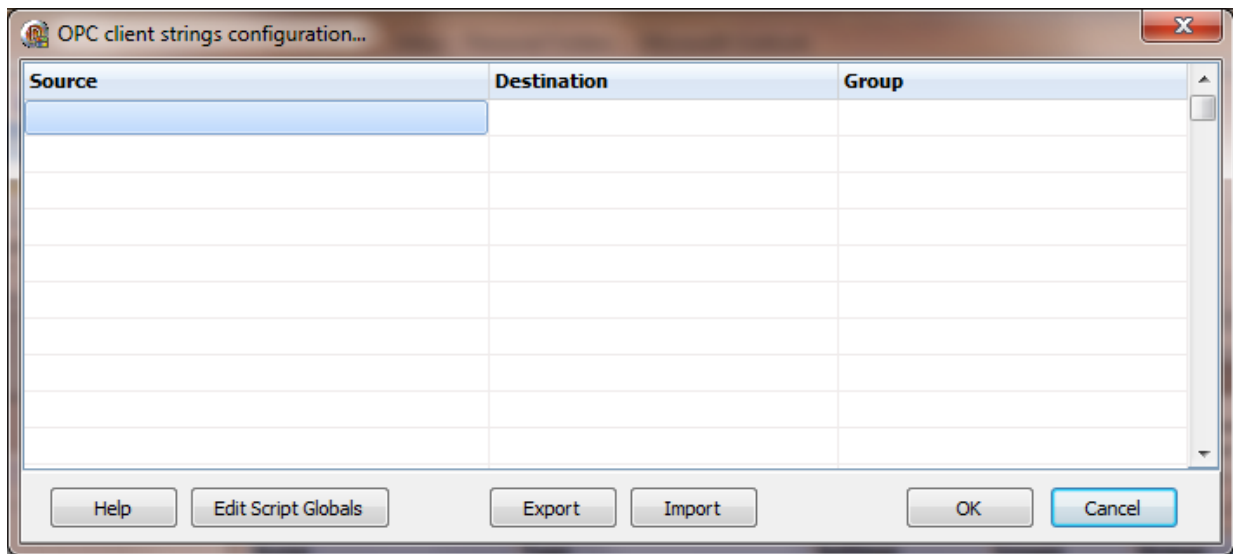 OPC client strings configuration...
Source Destination Group
Help Edit Script Globals Export Import OK Cancel